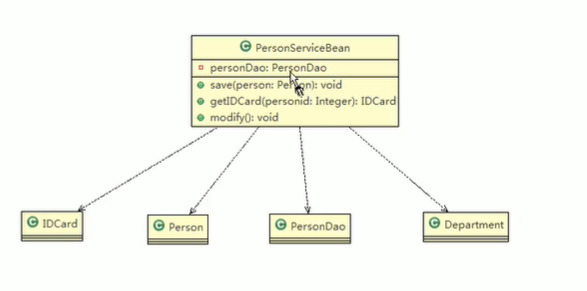 PersonServiceBean
personDao: PersonDao
save(person: Person): void
getIDCard(personid: Integer): IDCard
modify(): void
IDCard
Person
PersonDao
Department